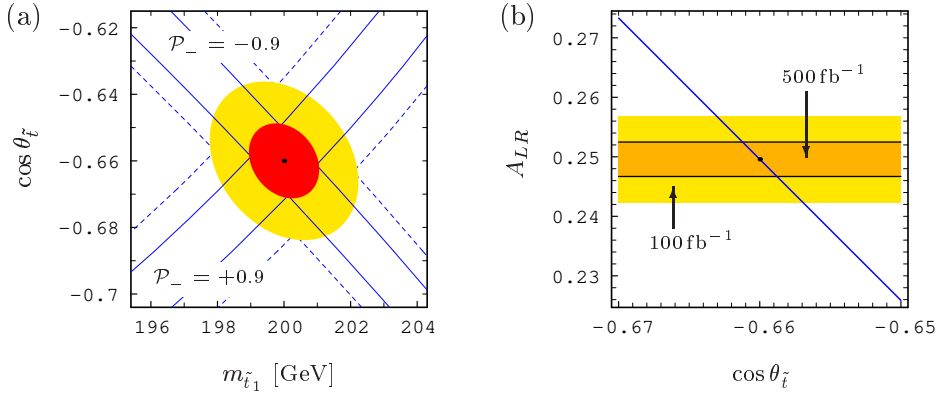 (a)
cos θ_t̃
-0.62
-0.64
-0.66
-0.68
-0.7
𝒫_− = −0.9
𝒫_− = +0.9
196 198 200 202 204
m_t̃₁ [GeV]
(b)
A_LR
0.27
0.26
0.25
0.24
0.23
500 fb⁻¹
100 fb⁻¹
−0.67 −0.66 −0.65
cos θ_t̃